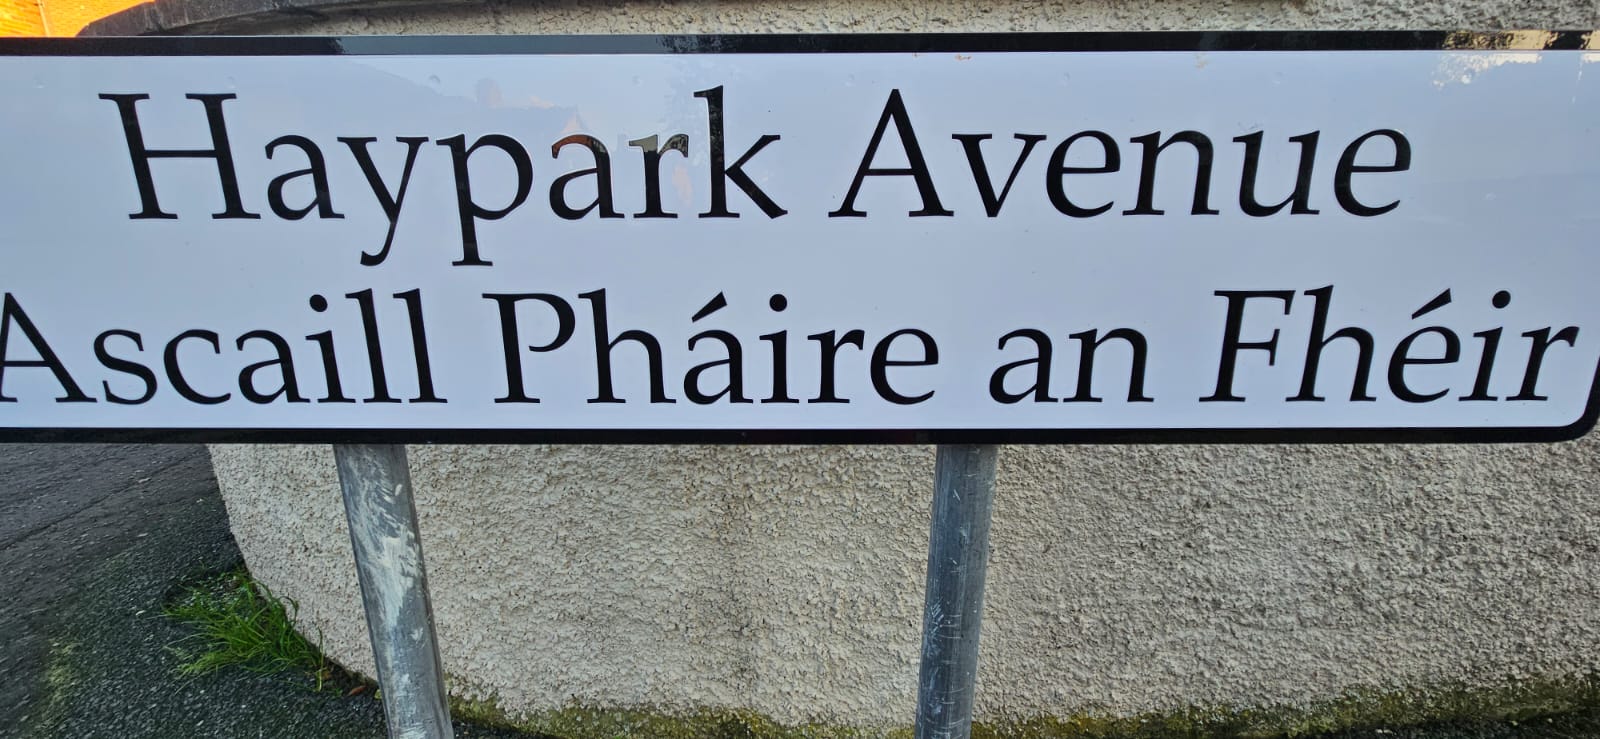 Haypark Avenue
Ascaill Pháire an Fhéir